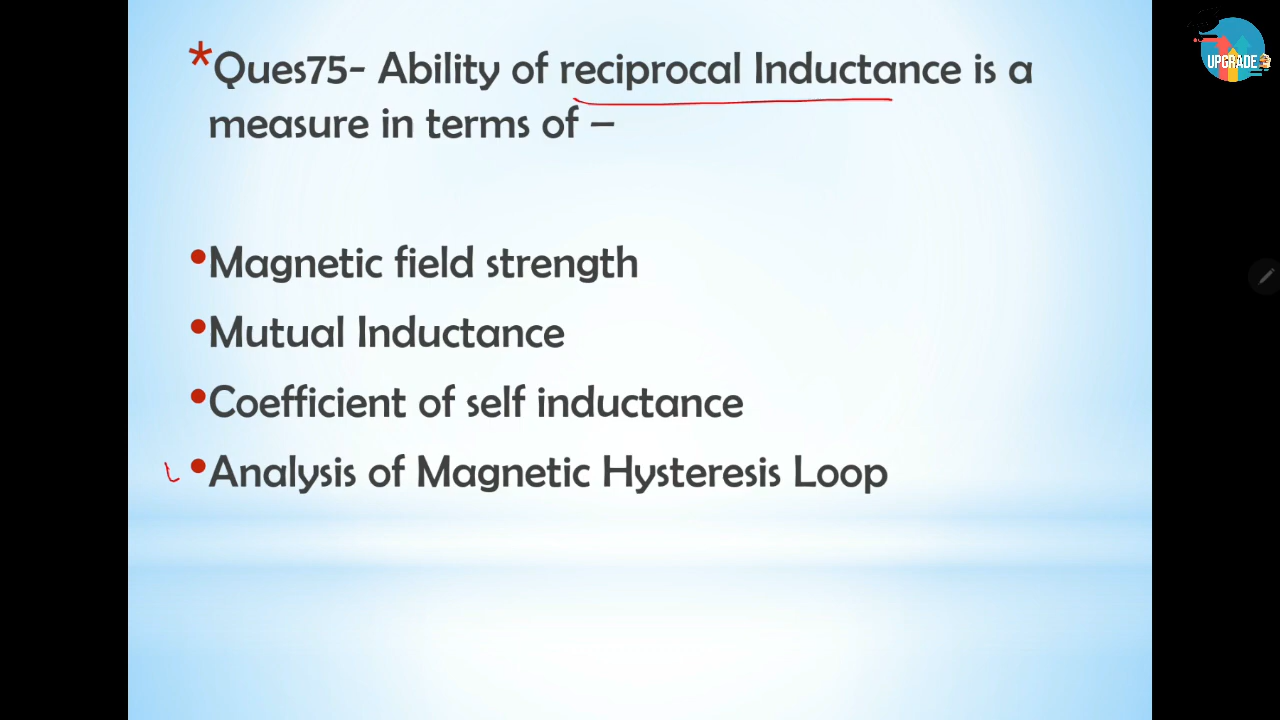 *Ques75- Ability of reciprocal Inductance is a
measure in terms of –
•Magnetic field strength
•Mutual Inductance
•Coefficient of self inductance
•Analysis of Magnetic Hysteresis Loop
UPGRADE